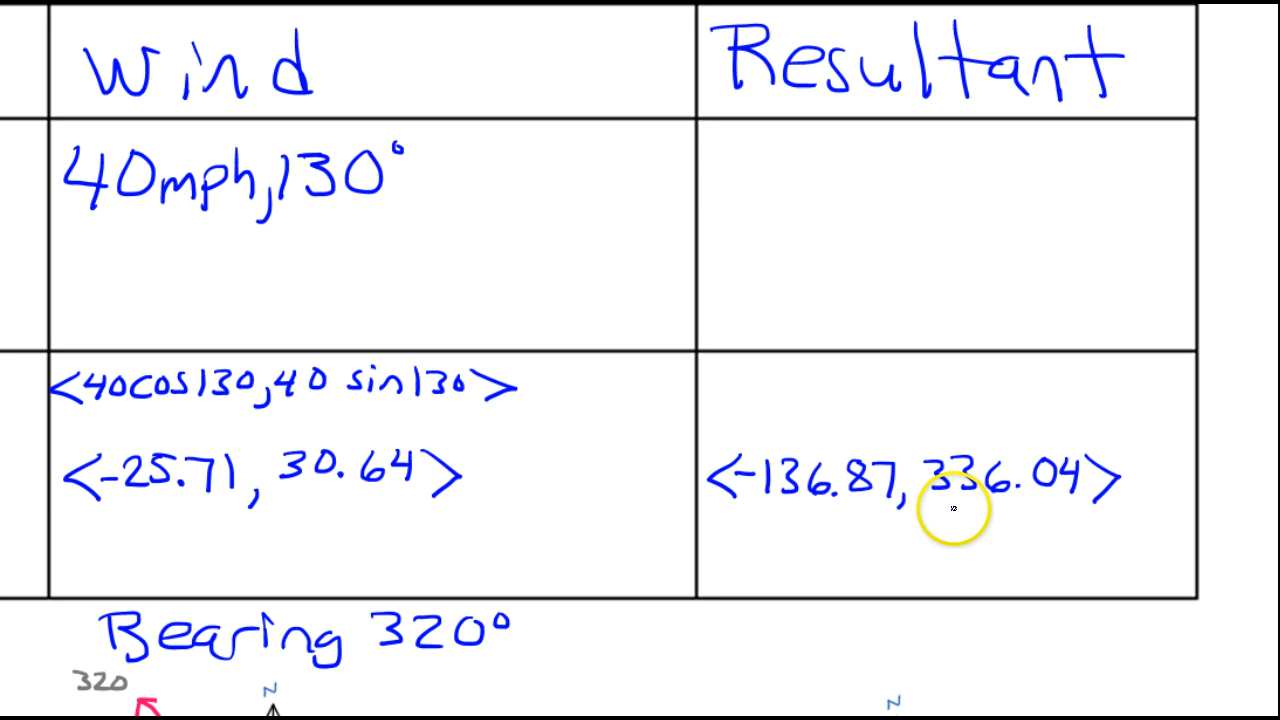 Wind
Resultant
40mph,130°
<40cos130,40 sin130>
<-25.71, 30.64>
<-136.87, 336.04>
Bearing 320°
320
N
N